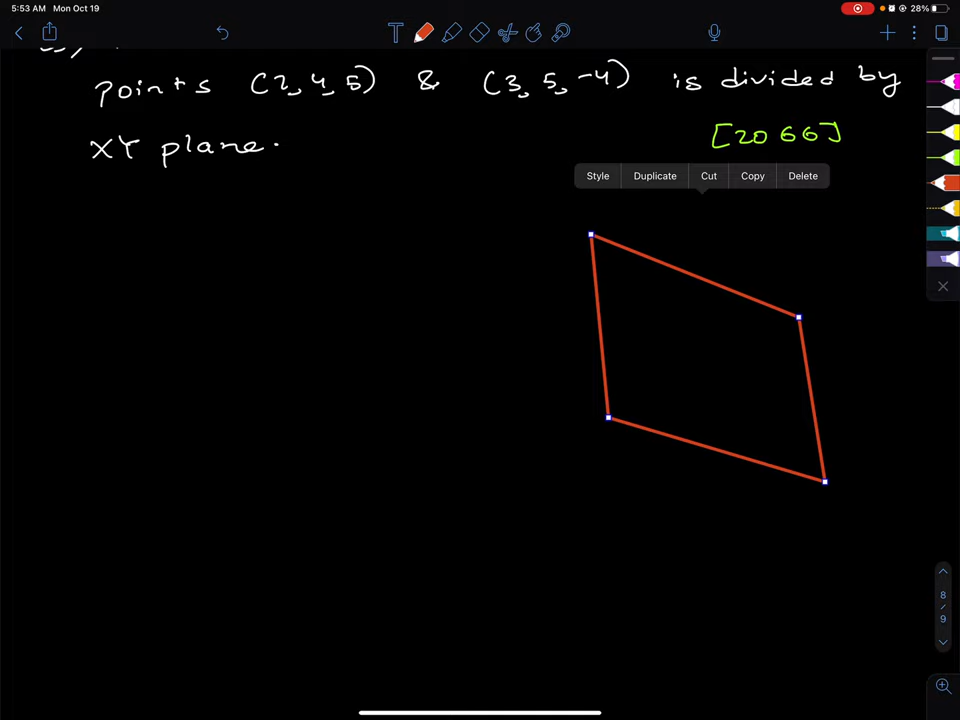 5:53 AM Mon Oct 19
28%
points (2,4,5) & (3,5,-4) is divided by
XY plane.
[2066]
Style Duplicate Cut Copy Delete
T
8
/
9